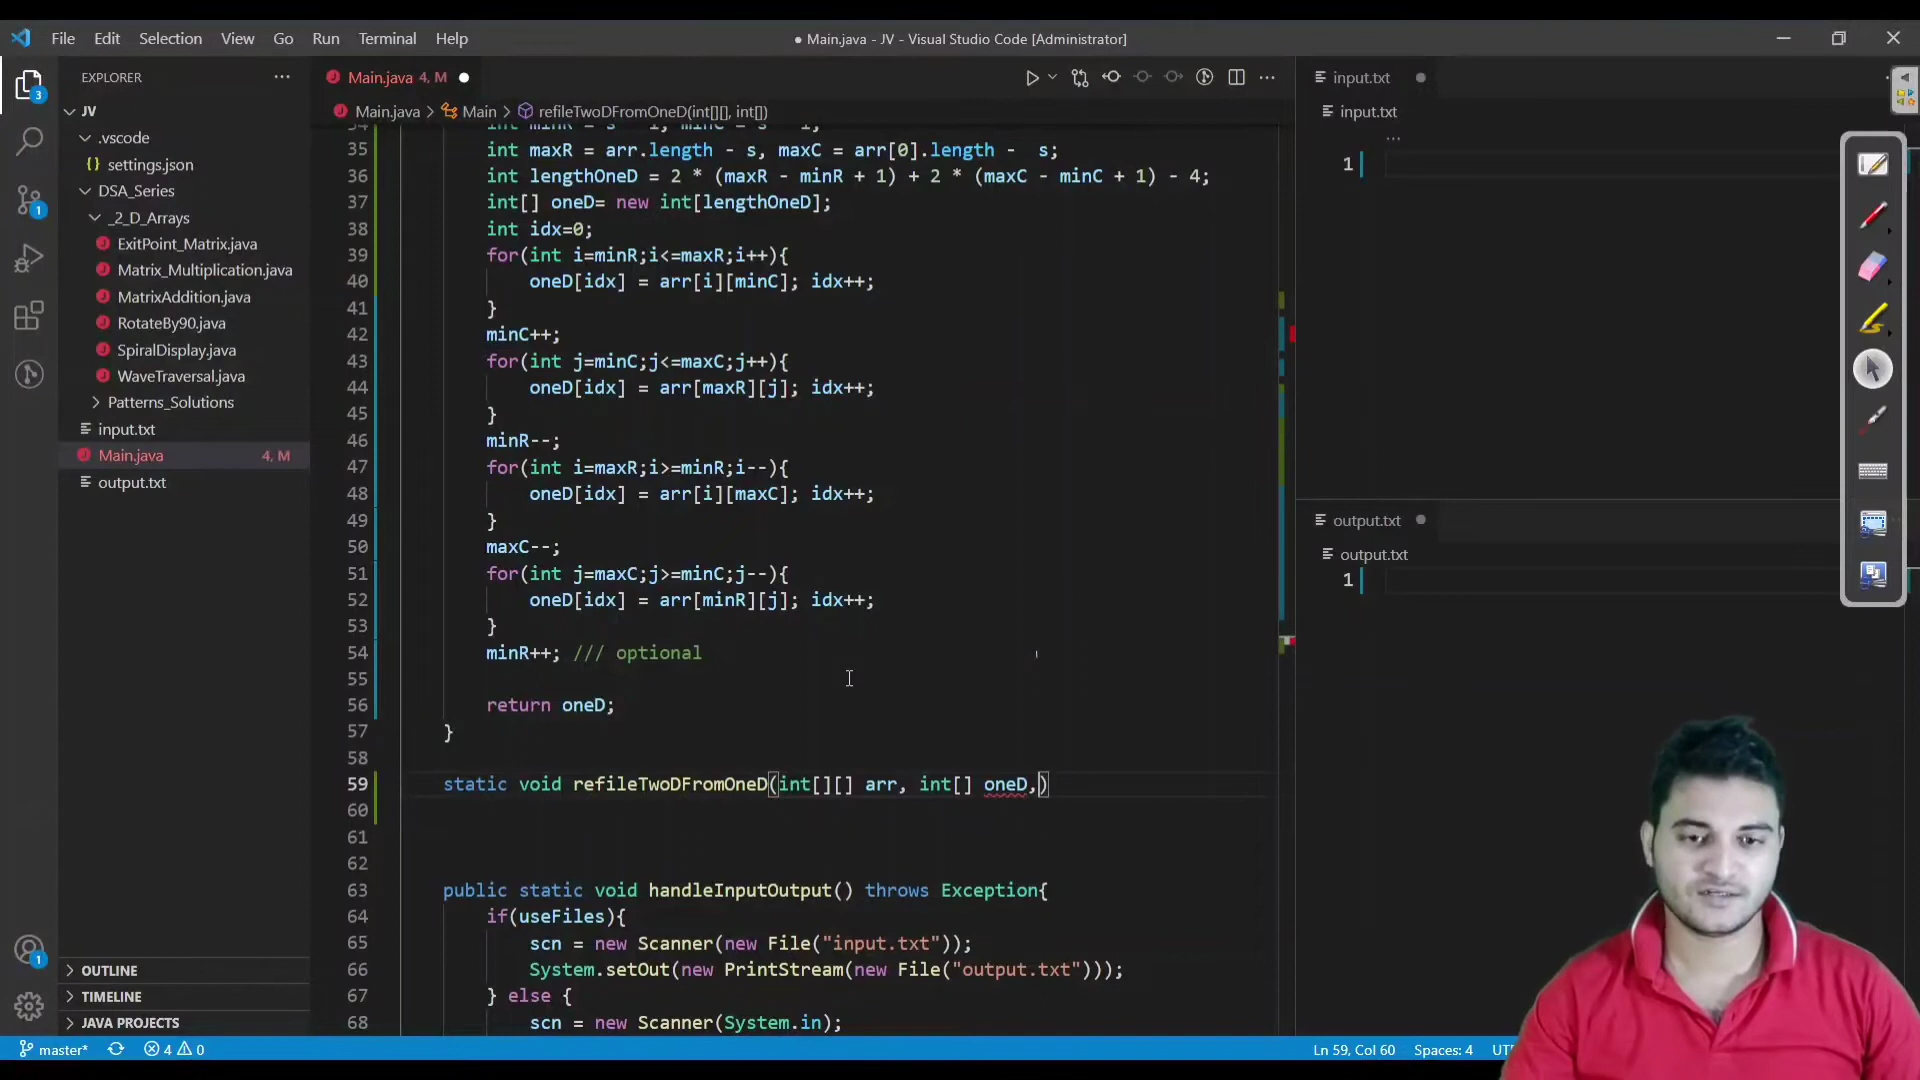 File Edit Selection View Go Run Terminal Help
● Main.java - JV - Visual Studio Code [Administrator]
EXPLORER
JV
.vscode
{} settings.json
DSA_Series
_2_D_Arrays
ExitPoint_Matrix.java
Matrix_Multiplication.java
MatrixAddition.java
RotateBy90.java
SpiralDisplay.java
WaveTraversal.java
Patterns_Solutions
input.txt
Main.java 4, M
output.txt
OUTLINE
TIMELINE
JAVA PROJECTS
3
1
1
Main.java 4, M
Main.java > Main > refileTwoDFromOneD(int[][], int[])
35 int maxR = arr.length - s, maxC = arr[0].length -  s;
36 int lengthOneD = 2 * (maxR - minR + 1) + 2 * (maxC - minC + 1) - 4;
37 int[] oneD= new int[lengthOneD];
38 int idx=0;
39 for(int i=minR;i<=maxR;i++){
40 oneD[idx] = arr[i][minC]; idx++;
41 }
42 minC++;
43 for(int j=minC;j<=maxC;j++){
44 oneD[idx] = arr[maxR][j]; idx++;
45 }
46 minR--;
47 for(int i=maxR;i>=minR;i--){
48 oneD[idx] = arr[i][maxC]; idx++;
49 }
50 maxC--;
51 for(int j=maxC;j>=minC;j--){
52 oneD[idx] = arr[minR][j]; idx++;
53 }
54 minR++; /// optional
55
56 return oneD;
57 }
58
59 static void refileTwoDFromOneD(int[][] arr, int[] oneD,)
60
61
62
63 public static void handleInputOutput() throws Exception{
64 if(useFiles){
65 scn = new Scanner(new File("input.txt"));
66 System.setOut(new PrintStream(new File("output.txt")));
67 } else {
68 scn = new Scanner(System.in);
input.txt
input.txt
1
output.txt
output.txt
1
master* 4 0
Ln 59, Col 60 Spaces: 4